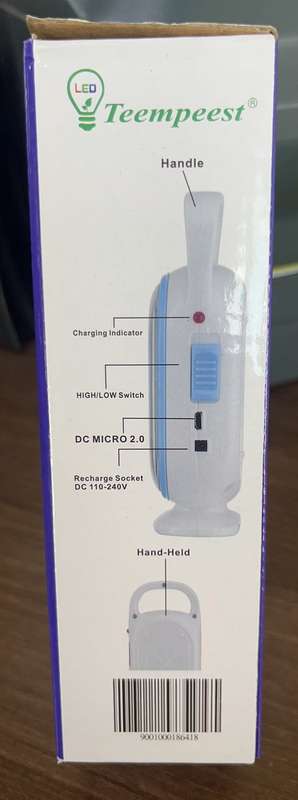 LED
Teempeest®
Handle
Charging Indicator
HIGH/LOW Switch
DC MICRO 2.0
Recharge Socket
DC 110-240V
Hand-Held
9001000186418